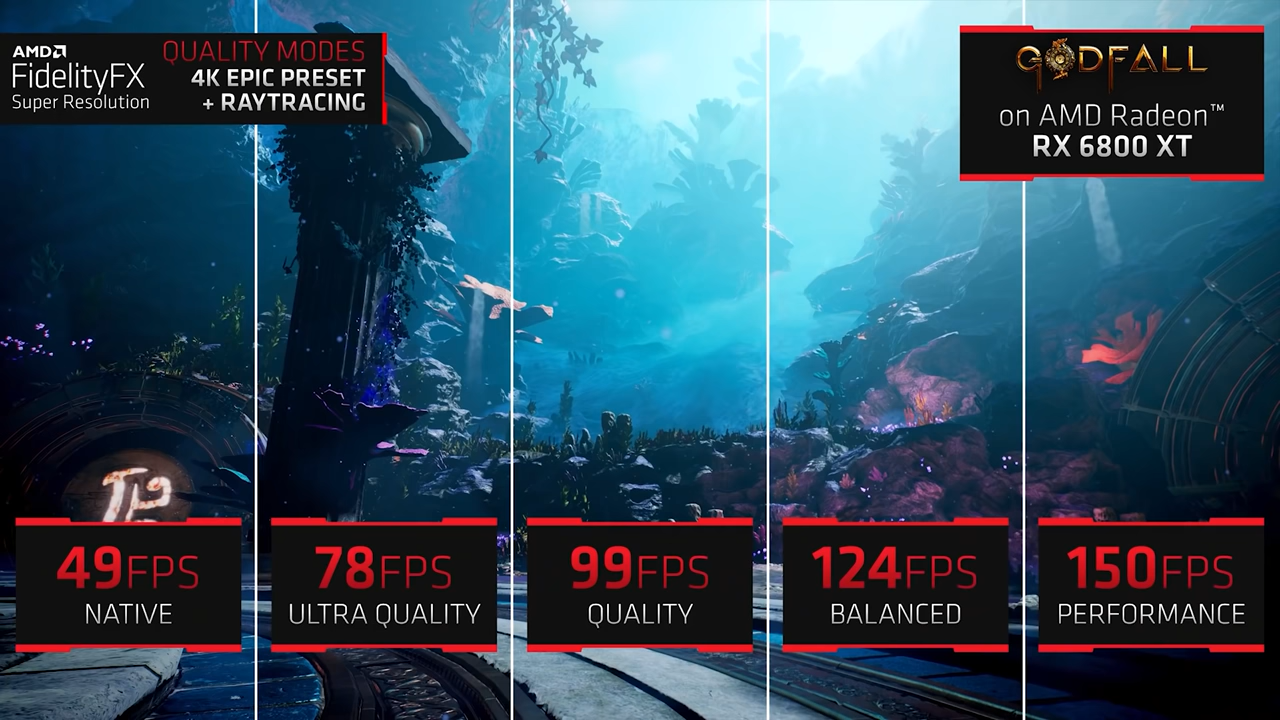 AMD
FidelityFX
Super Resolution
QUALITY MODES
4K EPIC PRESET
+ RAYTRACING
GODFALL
on AMD Radeon™
RX 6800 XT
49FPS
NATIVE
78FPS
ULTRA QUALITY
99FPS
QUALITY
124FPS
BALANCED
150FPS
PERFORMANCE